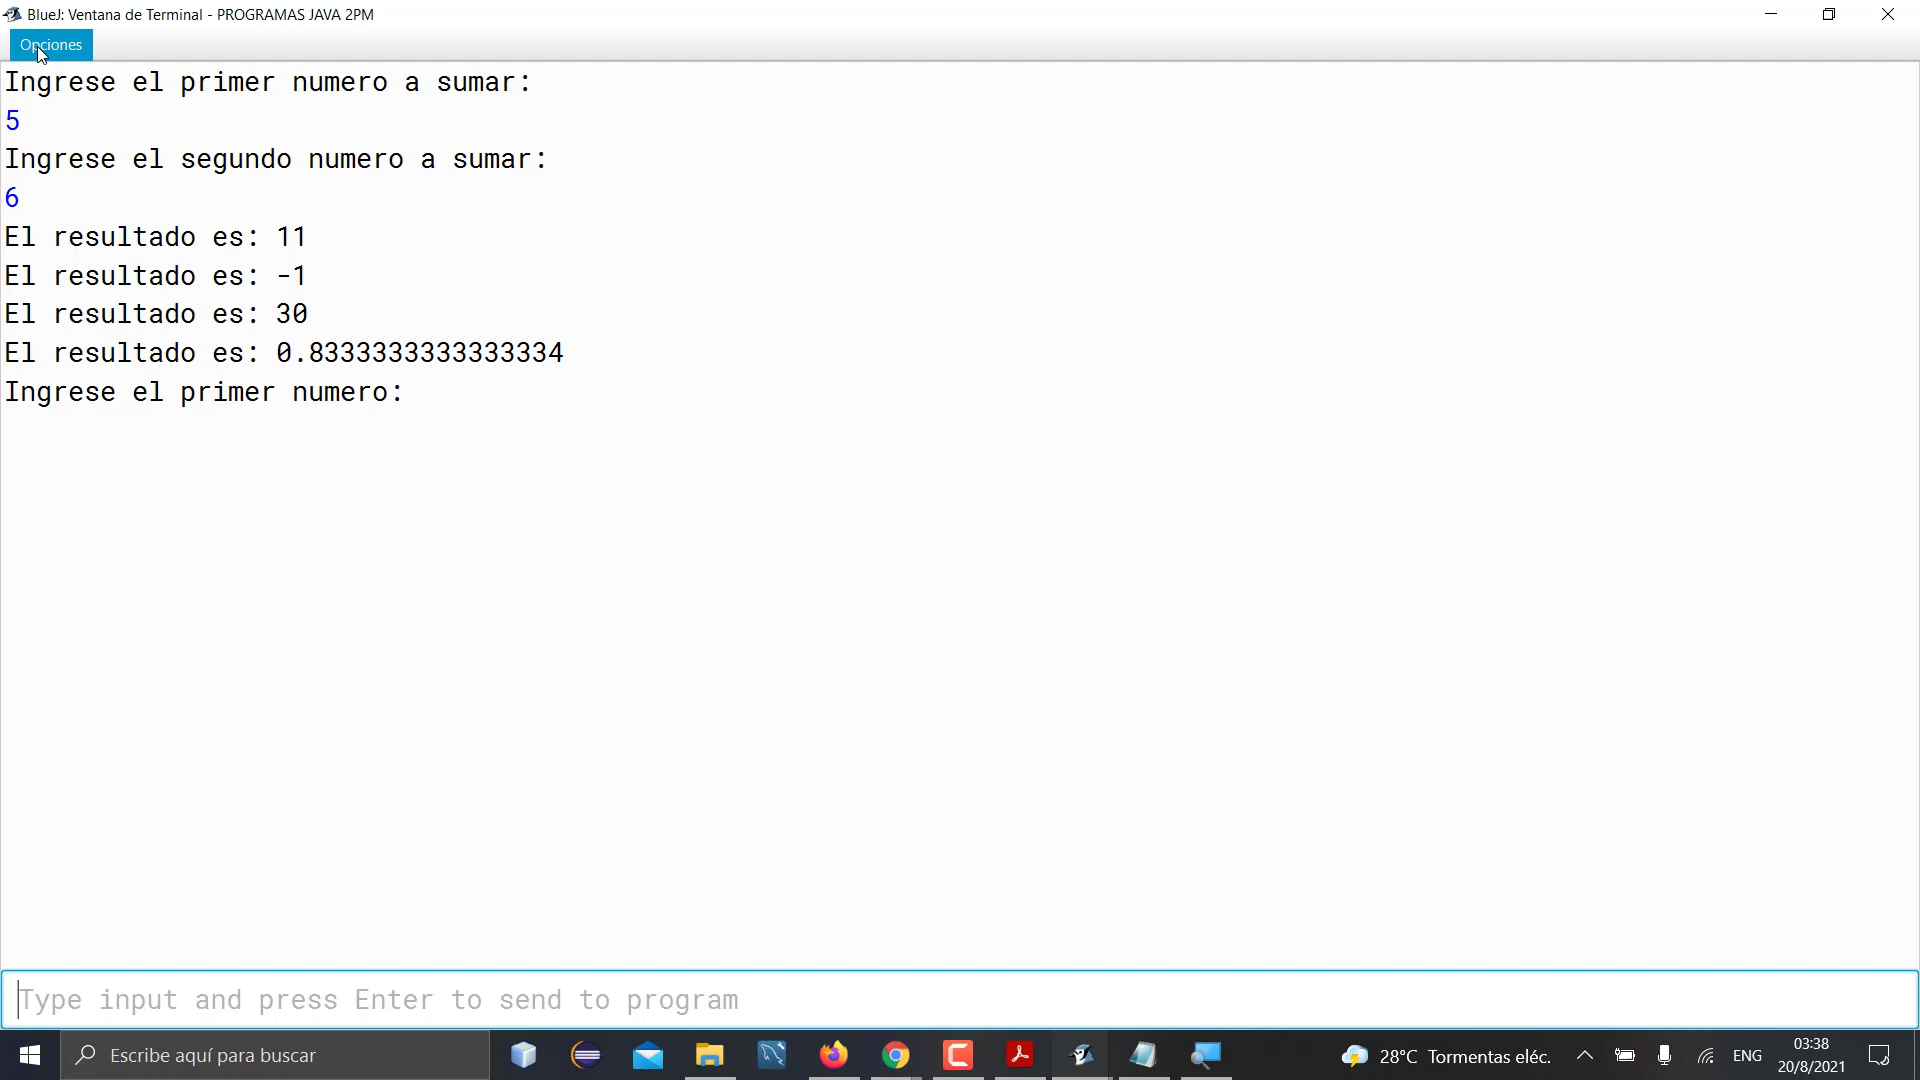 BlueJ: Ventana de Terminal - PROGRAMAS JAVA 2PM
Opciones
Ingrese el primer numero a sumar:
5
Ingrese el segundo numero a sumar:
6
El resultado es: 11
El resultado es: -1
El resultado es: 30
El resultado es: 0.8333333333333334
Ingrese el primer numero:
Type input and press Enter to send to program
Escribe aquí para buscar
28°C Tormentas eléc.
ENG
03:38
20/8/2021